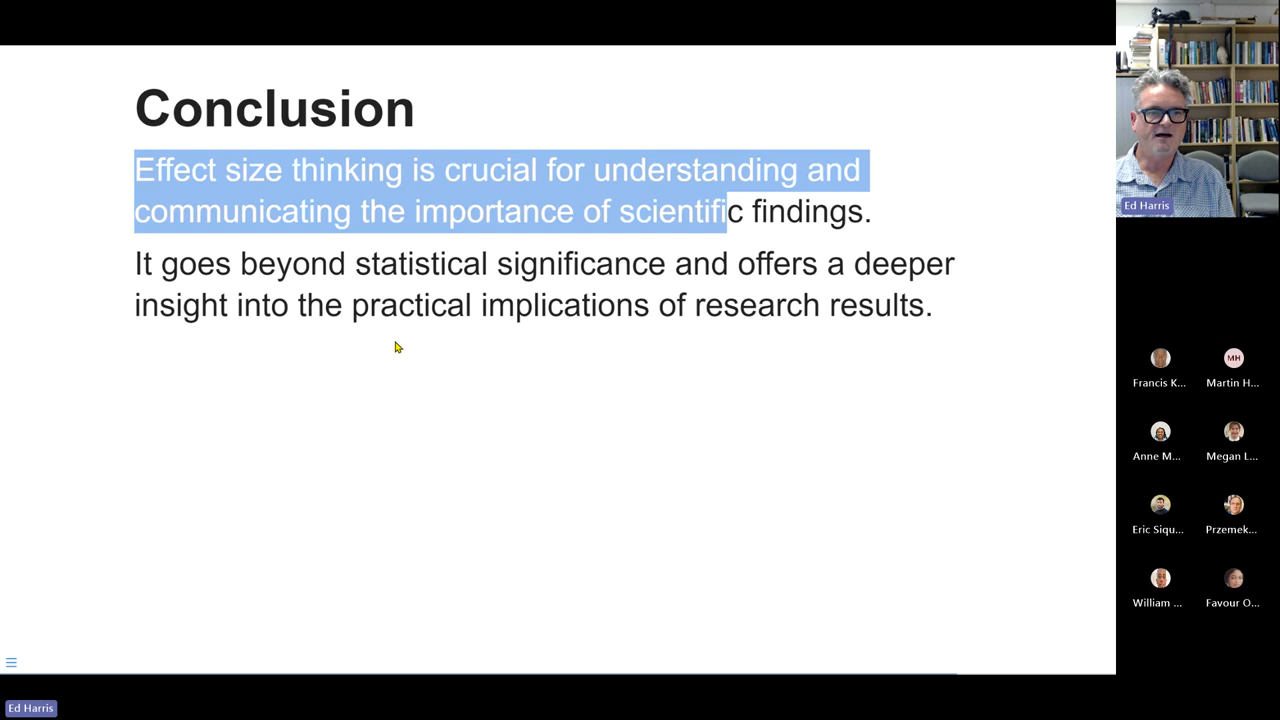 Conclusion
Effect size thinking is crucial for understanding and
communicating the importance of scientific findings.
It goes beyond statistical significance and offers a deeper
insight into the practical implications of research results.
Ed Harris
Francis K...
MH
Martin H...
Anne M...
Megan L...
Eric Siqu...
Przemek...
William ...
Favour O...
Ed Harris